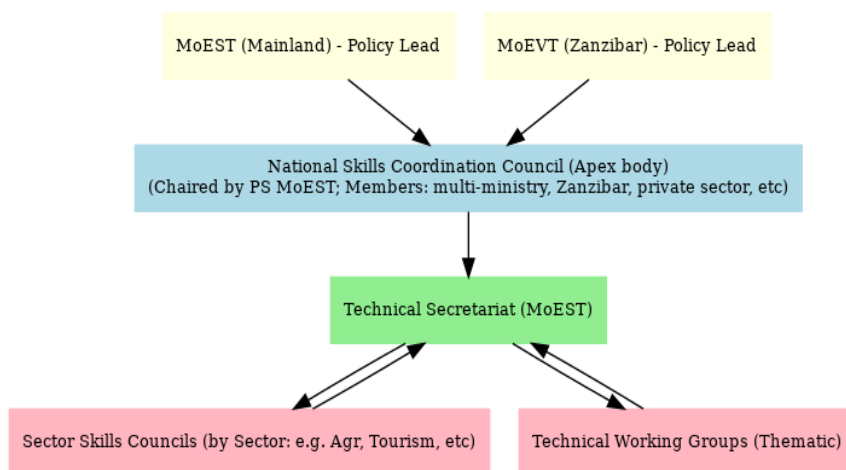 MoEST (Mainland) - Policy Lead
MoEVT (Zanzibar) - Policy Lead
National Skills Coordination Council (Apex body)
(Chaired by PS MoEST; Members: multi-ministry, Zanzibar, private sector, etc)
Technical Secretariat (MoEST)
Sector Skills Councils (by Sector: e.g. Agr, Tourism, etc)
Technical Working Groups (Thematic)